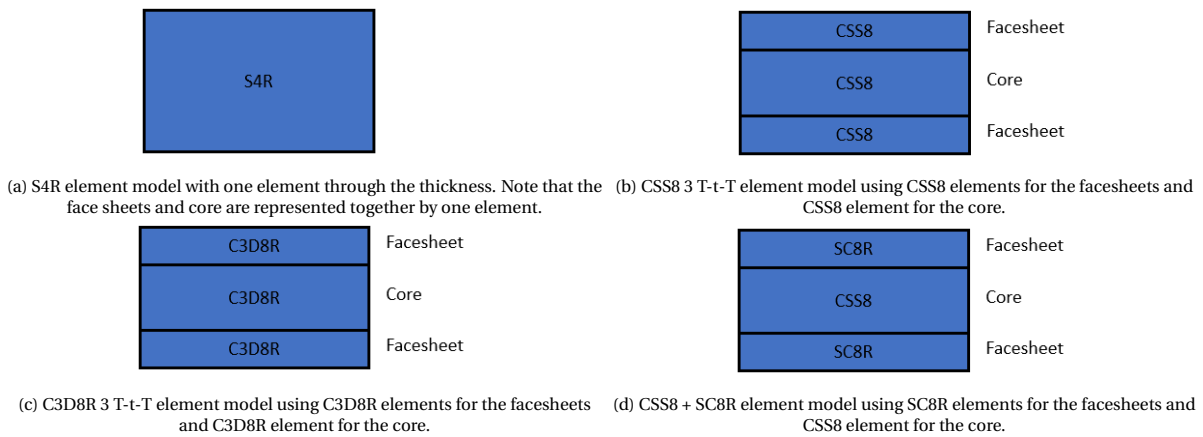 S4R
(a) S4R element model with one element through the thickness. Note that the
face sheets and core are represented together by one element.
CSS8
Facesheet
CSS8
Core
CSS8
Facesheet
(b) CSS8 3 T-t-T element model using CSS8 elements for the facesheets and
CSS8 element for the core.
C3D8R
Facesheet
C3D8R
Core
C3D8R
Facesheet
(c) C3D8R 3 T-t-T element model using C3D8R elements for the facesheets
and C3D8R element for the core.
SC8R
Facesheet
CSS8
Core
SC8R
Facesheet
(d) CSS8 + SC8R element model using SC8R elements for the facesheets and
CSS8 element for the core.